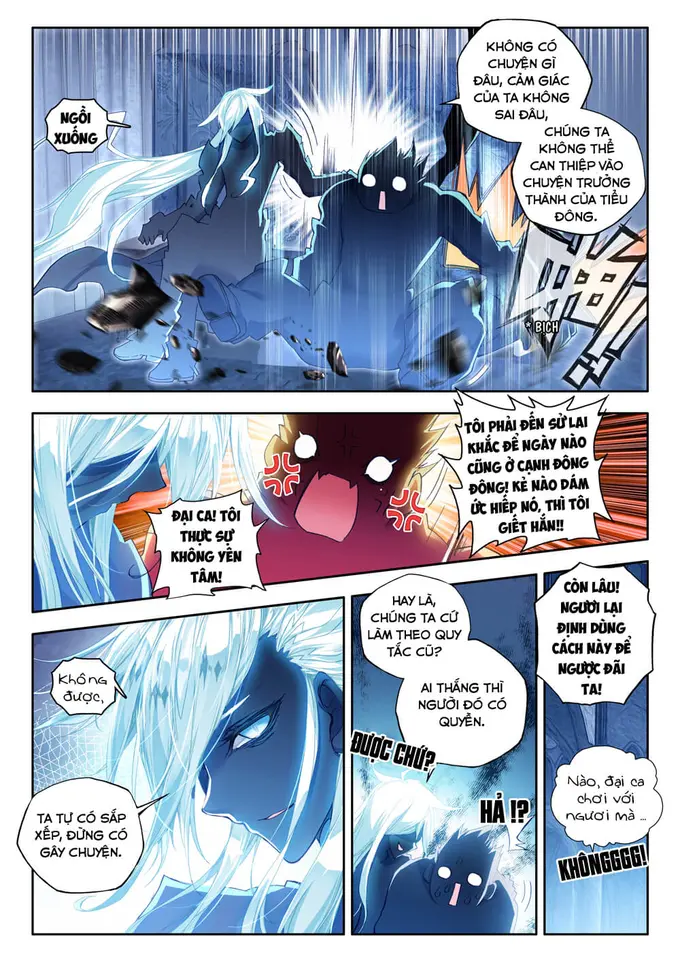 NGỒI
XUỐNG
KHÔNG CÓ
CHUYỆN GÌ
ĐÂU, CẢM GIÁC
CỦA TA KHÔNG
SAI ĐÂU,
CHÚNG TA
KHÔNG THỂ
CAN THIỆP VÀO
CHUYỆN TRƯỞNG
THÀNH CỦA TIỂU
ĐÔNG.
* BỊCH
TÔI PHẢI ĐẾN SỬ LAI
KHẮC ĐỂ NGÀY NÀO
CŨNG Ở CẠNH ĐÔNG
ĐÔNG! KẺ NÀO DÁM
ỨC HIẾP NÓ, THÌ TÔI
GIẾT HẮN!!
ĐẠI CA! TÔI
THỰC SỰ
KHÔNG YÊN
TÂM!
Không
được,
TA TỰ CÓ SẮP
XẾP, ĐỪNG CÓ
GÂY CHUYỆN.
HAY LÀ,
CHÚNG TA CỨ
LÀM THEO QUY
TẮC CŨ?
AI THẮNG THÌ
NGƯỜI ĐÓ CÓ
QUYỀN.
ĐƯỢC CHỨ?
HẢ !?
CÒN LÂU!
NGƯƠI LẠI
ĐỊNH DÙNG
CÁCH NÀY ĐỂ
NGƯỢC ĐÃI
TA!
Nào, đại ca
chơi với
ngươi mà ...
KHÔNGGGG!